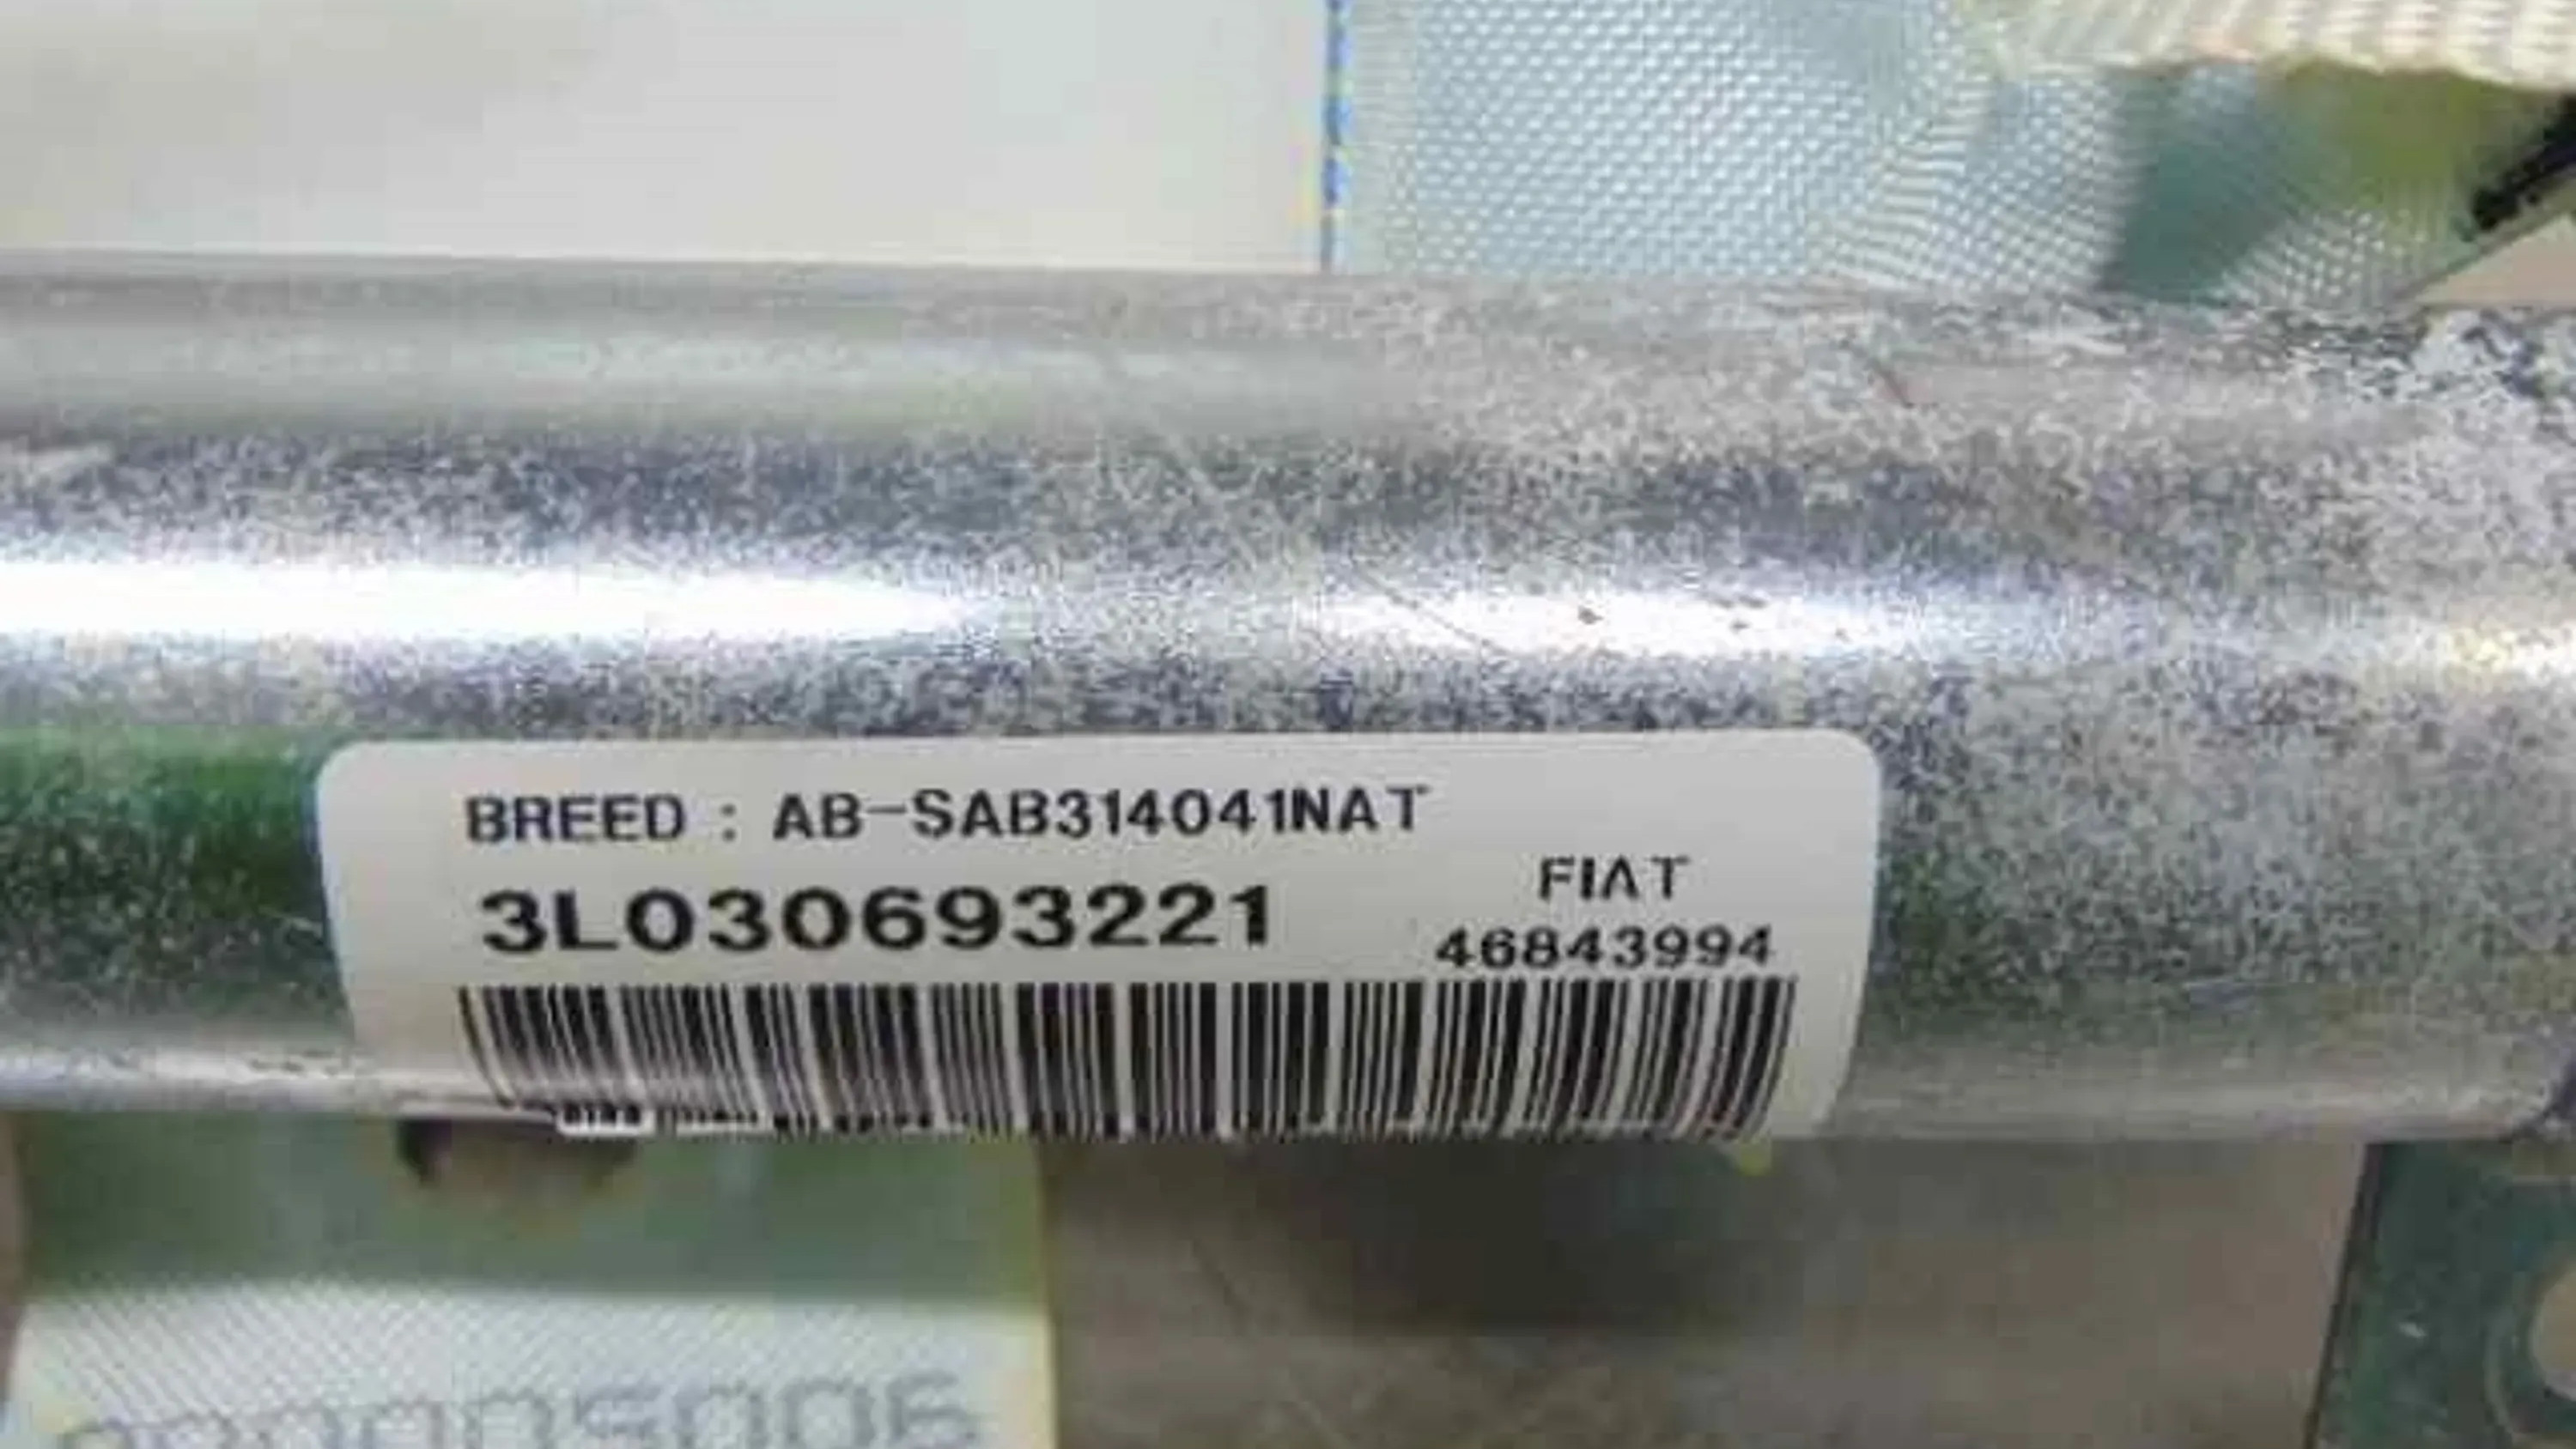 BREED : AB-SAB314041NAT
FIAT
3L030693221
46843994